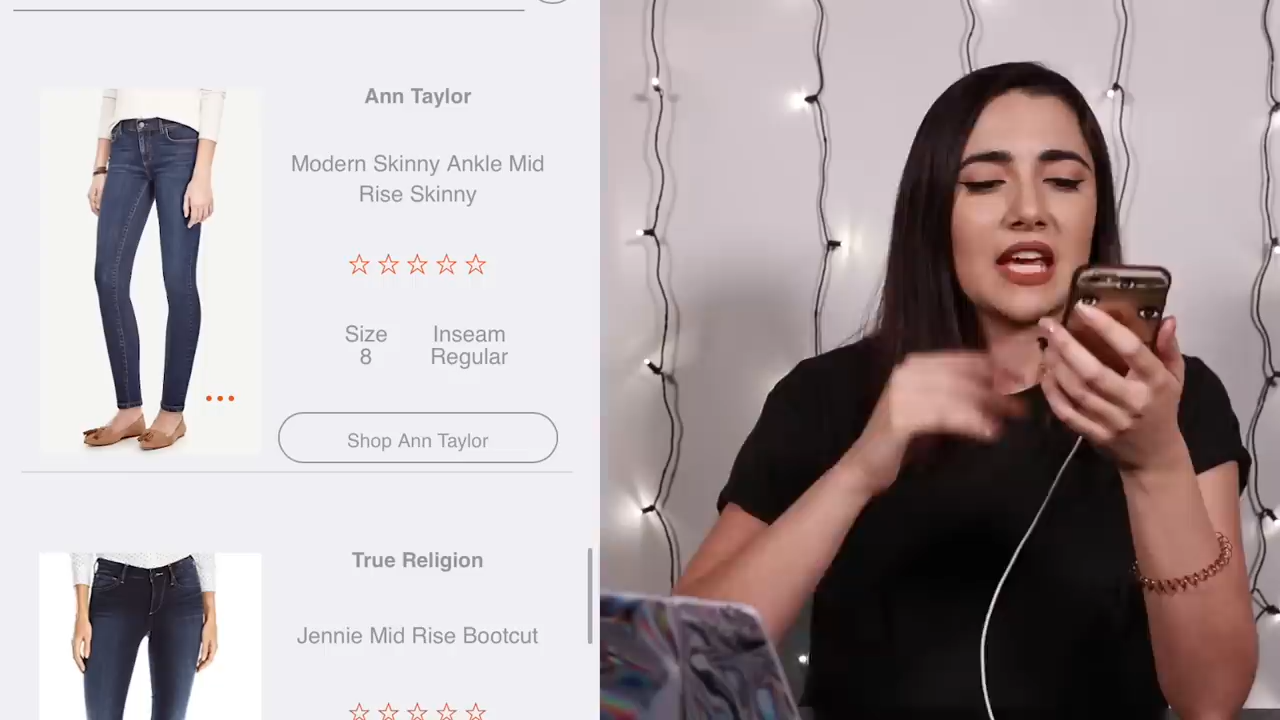 Ann Taylor
Modern Skinny Ankle Mid
Rise Skinny
Size
8
Inseam
Regular
Shop Ann Taylor
True Religion
Jennie Mid Rise Bootcut